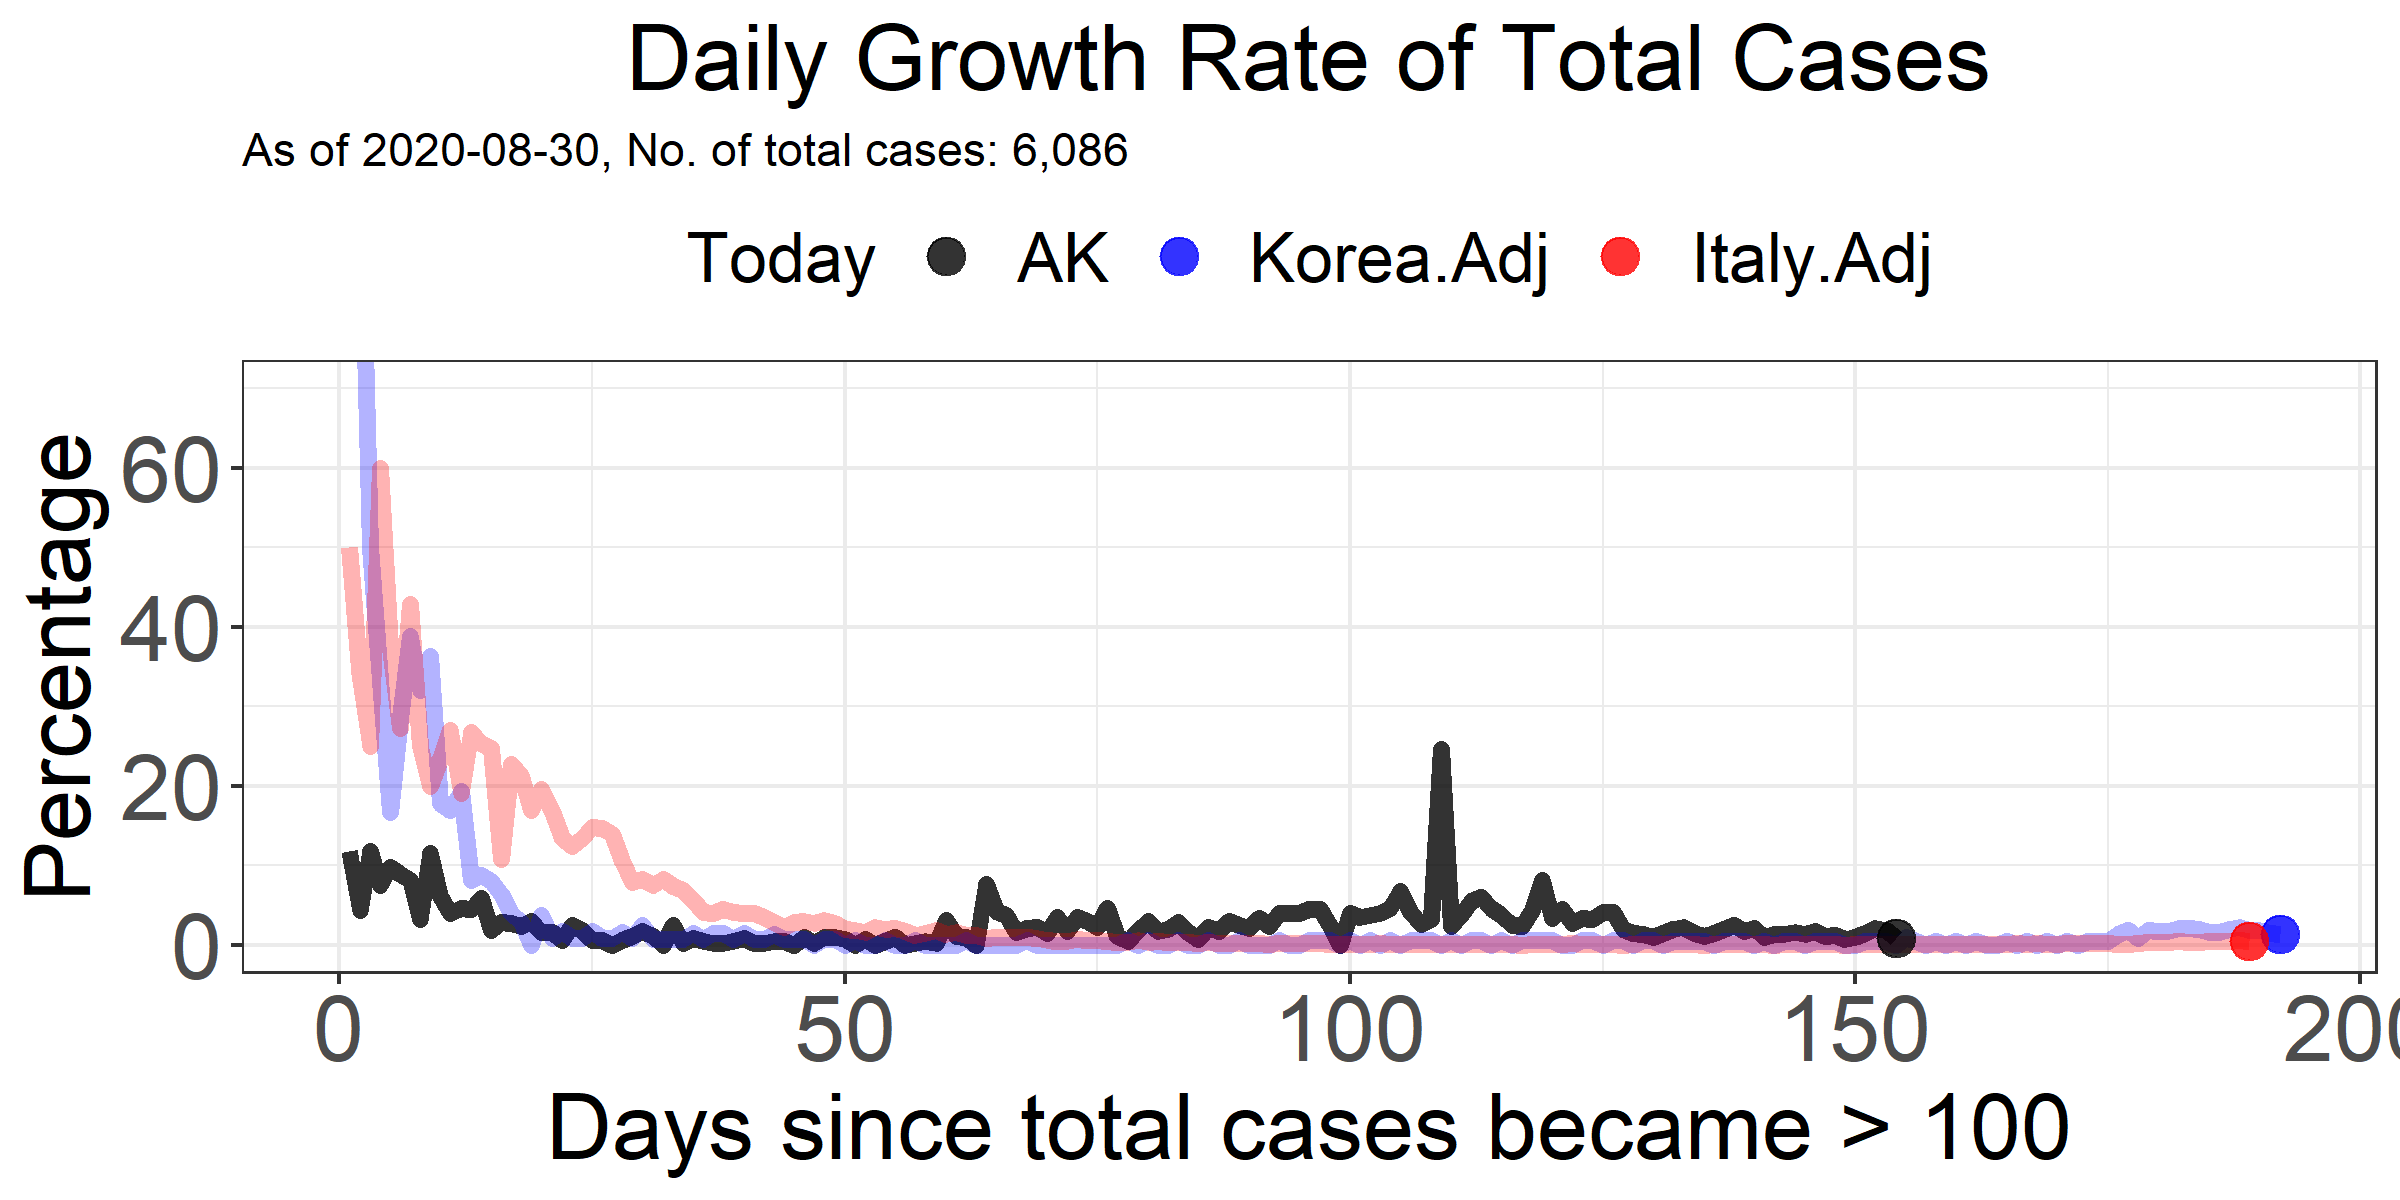 Daily Growth Rate of Total Cases
As of 2020-08-30, No. of total cases: 6,086
Today AK Korea.Adj Italy.Adj
Percentage
60
40
20
0
0 50 100 150 200
Days since total cases became > 100